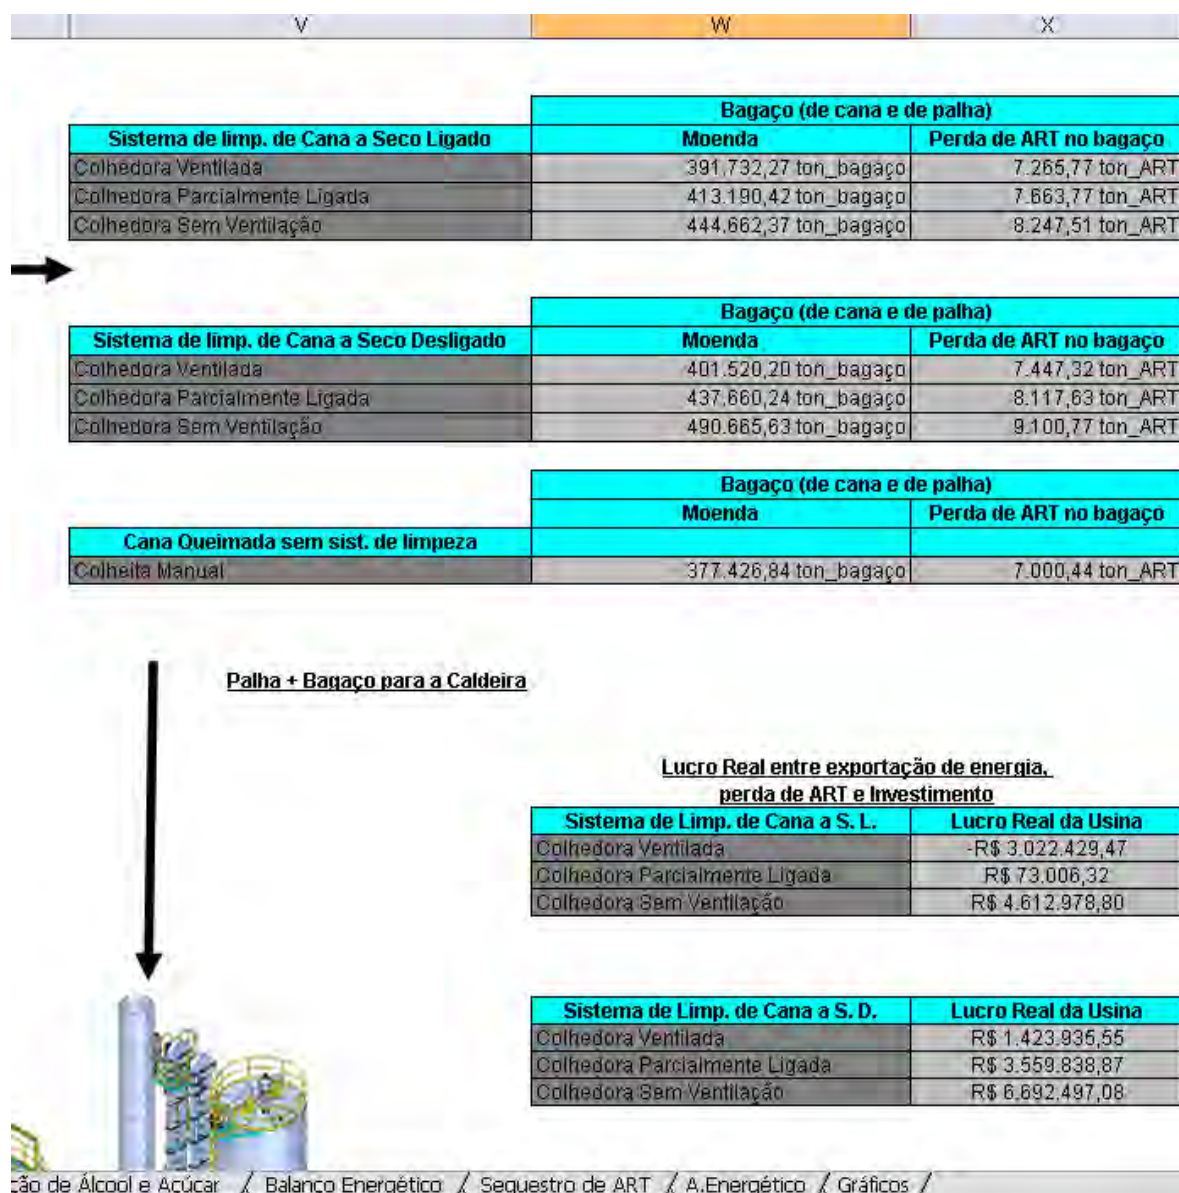 V W X
Bagaço (de cana e de palha)
Sistema de limp. de Cana a Seco Ligado Moenda Perda de ART no bagaço
Colhedora Ventilada 391.732,27 ton_bagaço 7.265,77 ton_ART
Colhedora Parcialmente Ligada 413.190,42 ton_bagaço 7.663,77 ton_ART
Colhedora Sem Ventilação 444.662,37 ton_bagaço 8.247,51 ton_ART
Bagaço (de cana e de palha)
Sistema de limp. de Cana a Seco Desligado Moenda Perda de ART no bagaço
Colhedora Ventilada 401.520,20 ton_bagaço 7.447,32 ton_ART
Colhedora Parcialmente Ligada 437.660,24 ton_bagaço 8.117,63 ton_ART
Colhedora Sem Ventilação 490.665,63 ton_bagaço 9.100,77 ton_ART
Bagaço (de cana e de palha)
Moenda Perda de ART no bagaço
Cana Queimada sem sist. de limpeza
Colheita Manual 377.426,84 ton_bagaço 7.000,44 ton_ART
Palha + Bagaço para a Caldeira
Lucro Real entre exportação de energia,
perda de ART e Investimento
Sistema de Limp. de Cana a S. L. Lucro Real da Usina
Colhedora Ventilada -R$ 3.022.429,47
Colhedora Parcialmente Ligada R$ 73.006,32
Colhedora Sem Ventilação R$ 4.612.978,80
Sistema de Limp. de Cana a S. D. Lucro Real da Usina
Colhedora Ventilada R$ 1.423.935,55
Colhedora Parcialmente Ligada R$ 3.559.838,87
Colhedora Sem Ventilação R$ 6.692.497,08
ção de Álcool e Açúcar / Balanço Energético / Sequestro de ART / A.Energético / Gráficos /